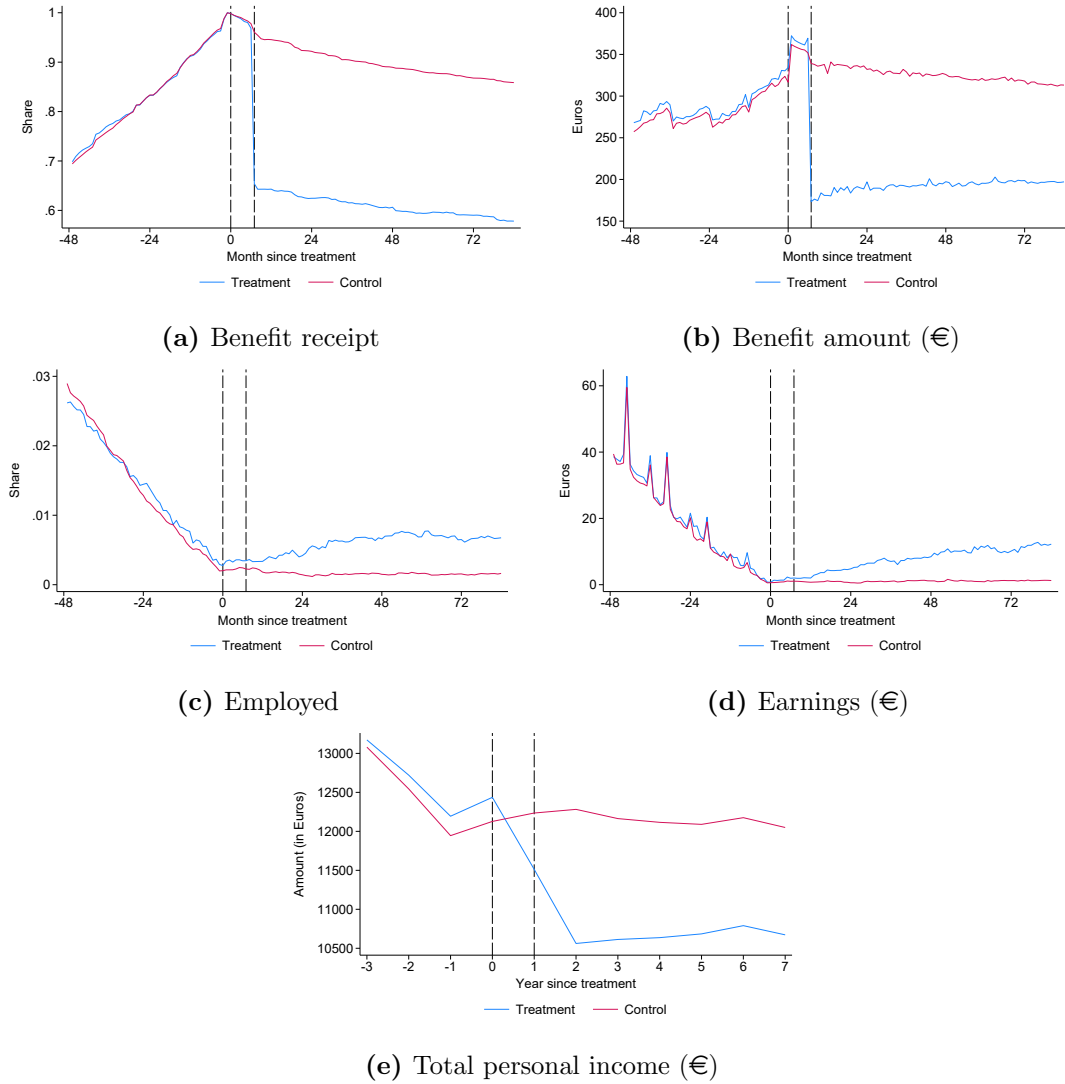 1
.9
.8
.7
.6
Share
-48 -24 0 24 48 72
Month since treatment
Treatment Control
(a) Benefit receipt
400
350
300
250
200
150
Euros
-48 -24 0 24 48 72
Month since treatment
Treatment Control
(b) Benefit amount (€)
.03
.02
.01
0
Share
-48 -24 0 24 48 72
Month since treatment
Treatment Control
(c) Employed
60
40
20
0
Euros
-48 -24 0 24 48 72
Month since treatment
Treatment Control
(d) Earnings (€)
13000
12500
12000
11500
11000
10500
Amount (in Euros)
-3 -2 -1 0 1 2 3 4 5 6 7
Year since treatment
Treatment Control
(e) Total personal income (€)